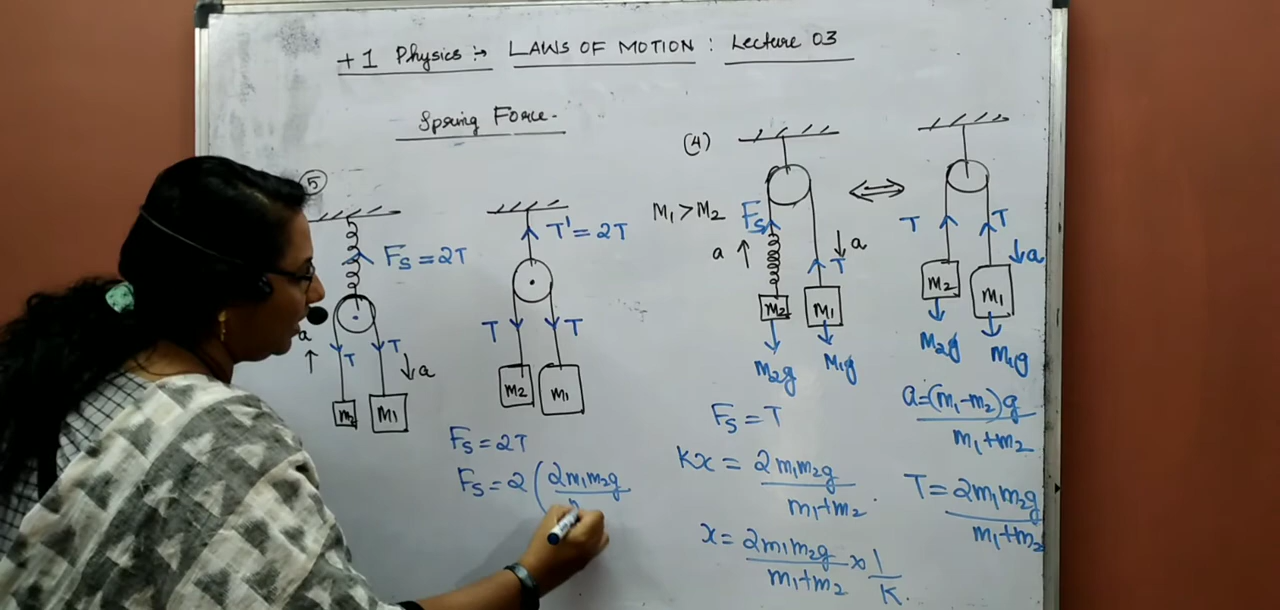 +1 Physics :→ LAWS OF MOTION : Lecture 03
Spring Force.
(5)
Fs = 2T
a ↑
T
T
↓ a
m2
M1
T' = 2T
T
T
m2
m1
Fs = 2T
Fs = 2 ( 2m1m2g
(4)
M1 > M2
Fs
a ↑
↓ a
T
m2
m1
m2g
M1g
Fs = T
Kx = 2m1m2g
m1+m2
x = 2m1m2g x 1
m1+m2 K
⇔
T
T
↓ a
M2
M1
M2g
M1g
a = (m1-m2)g
m1+m2
T = 2m1m2g
m1+m2